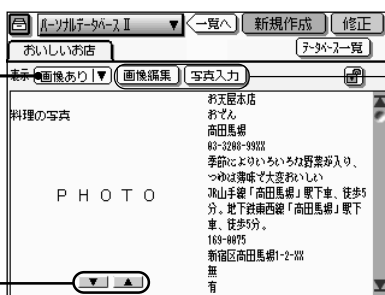 パーソナルデータベースⅡ ▼ 一覧へ 新規作成 修正
おいしいお店 データベース一覧
表示 画像あり ▼ 画像編集 写真入力
料理の写真
PHOTO
お天屋本店
おでん
高田馬場
03-3208-99XX
季節によりいろいろな野菜が入り、
つゆは薄味で大変おいしい
JR山手線「高田馬場」駅下車、徒歩5
分。地下鉄東西線「高田馬場」駅下
車、徒歩5分。
169-0075
新宿区高田馬場1-2-XX
無
有
▼ ▲